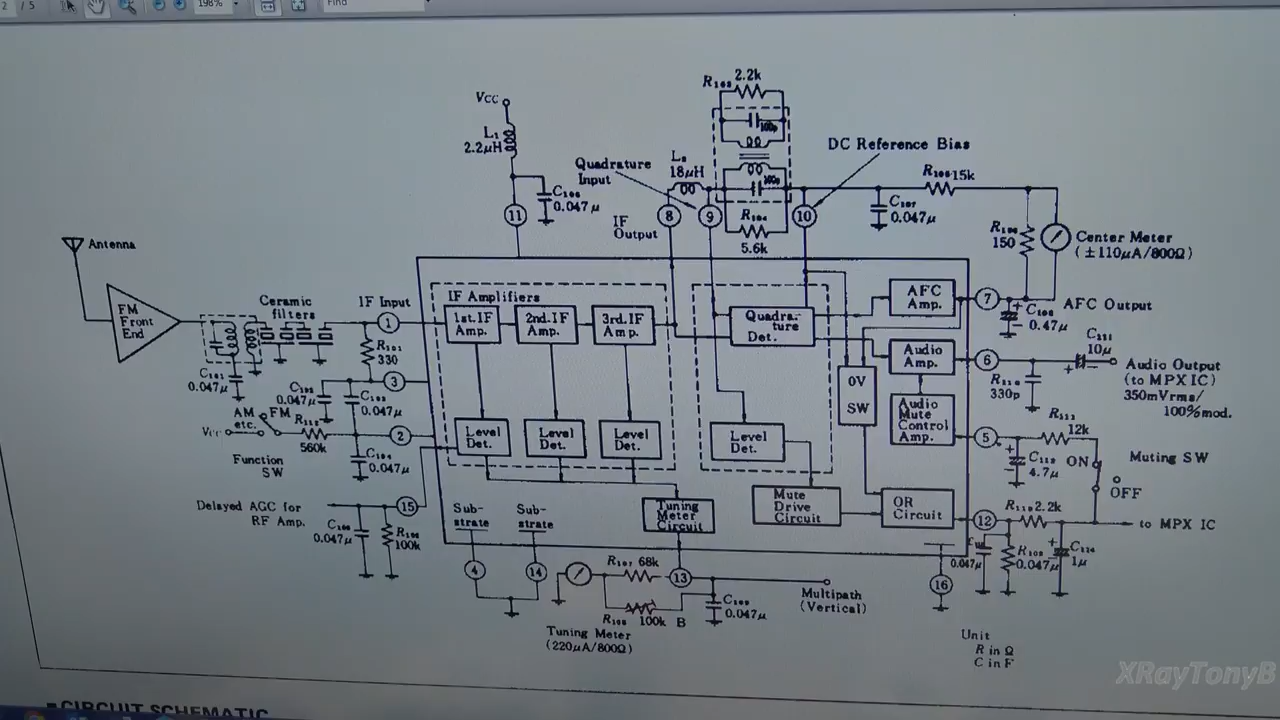 2 / 5
198%
Find
R103 2.2k
100p
VCC
L1
2.2μH
C106
0.047μ
Quadrature
Input
L2
18μH
100p
DC Reference Bias
R105 15k
C107
0.047μ
11
8
9
10
IF
Output
R104
5.6k
R106
150
Center Meter
(±110μA/800Ω)
Antenna
FM
Front
End
Ceramic
filters
IF Input
1
IF Amplifiers
1st.IF
Amp.
2nd.IF
Amp.
3rd.IF
Amp.
Quadra-
ture
Det.
AFC
Amp.
7
AFC Output
0.47μ
C111
10μ
Audio
Amp.
6
Audio Output
(to MPX IC)
350mVrms/
100%mod.
R110
330p
R101
330
C101
0.047μ
3
C102
0.047μ
C103
0.047μ
0V
SW
Audio
Mute
Control
Amp.
5
R111
12k
C112
4.7μ
ON
OFF
Muting SW
AM
etc.
FM
VCC
560k
2
Function
SW
C104
0.047μ
Level
Det.
Level
Det.
Level
Det.
Level
Det.
Delayed AGC for
RF Amp.
15
0.047μ
100k
Sub-
strate
Sub-
strate
Tuning
Meter
Circuit
Mute
Drive
Circuit
OR
Circuit
12
2.2k
to MPX IC
0.047μ
0.047μ
C114
1μ
4
14
R107 68k
13
16
100k B
C109
0.047μ
Multipath
(Vertical)
Tuning Meter
(220μA/800Ω)
Unit
R in Ω
C in F
XRayTonyB
■CIRCUIT SCHEMATIC